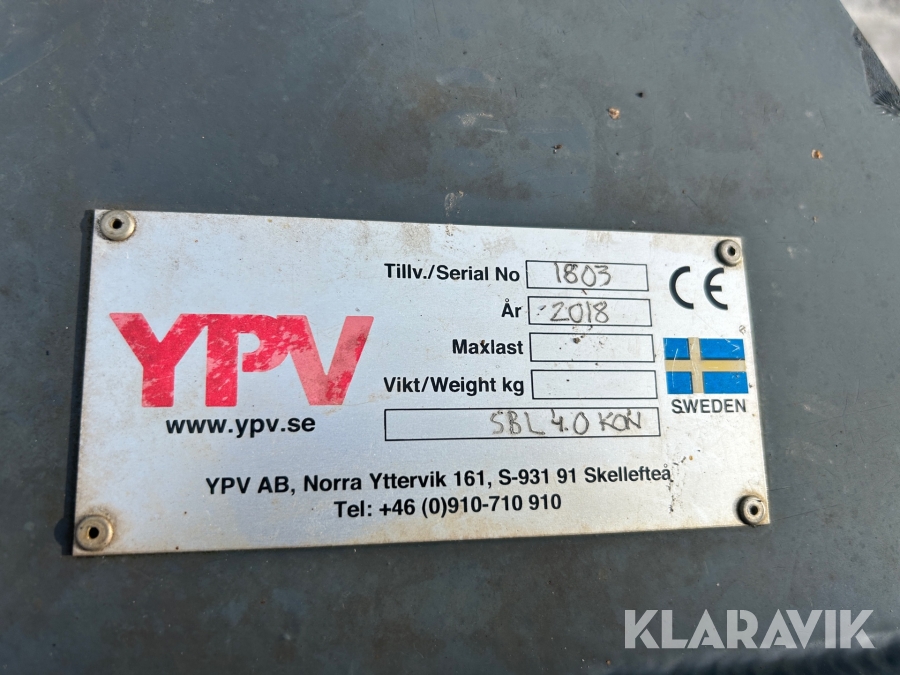 Tillv./Serial No 1803
År 2018
Maxlast
Vikt/Weight kg
SBL 4.0 KON
YPV
www.ypv.se
CE
SWEDEN
YPV AB, Norra Yttervik 161, S-931 91 Skellefteå
Tel: +46 (0)910-710 910
KLARAVIK